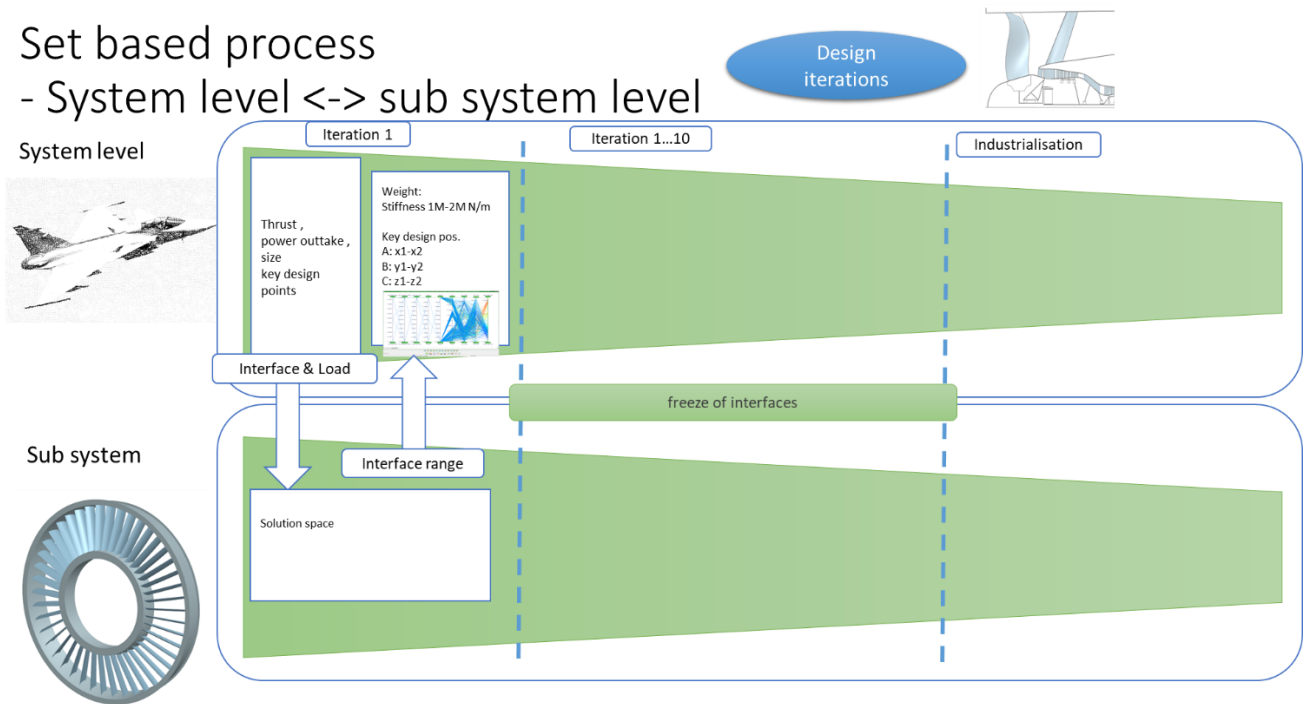 Set based process
- System level <-> sub system level
Design
iterations
System level
Iteration 1
Iteration 1...10
Industrialisation
Thrust ,
power outtake ,
size
key design
points
Weight:
Stiffness 1M-2M N/m
Key design pos.
A: x1-x2
B: y1-y2
C: z1-z2
Interface & Load
freeze of interfaces
Sub system
Interface range
Solution space